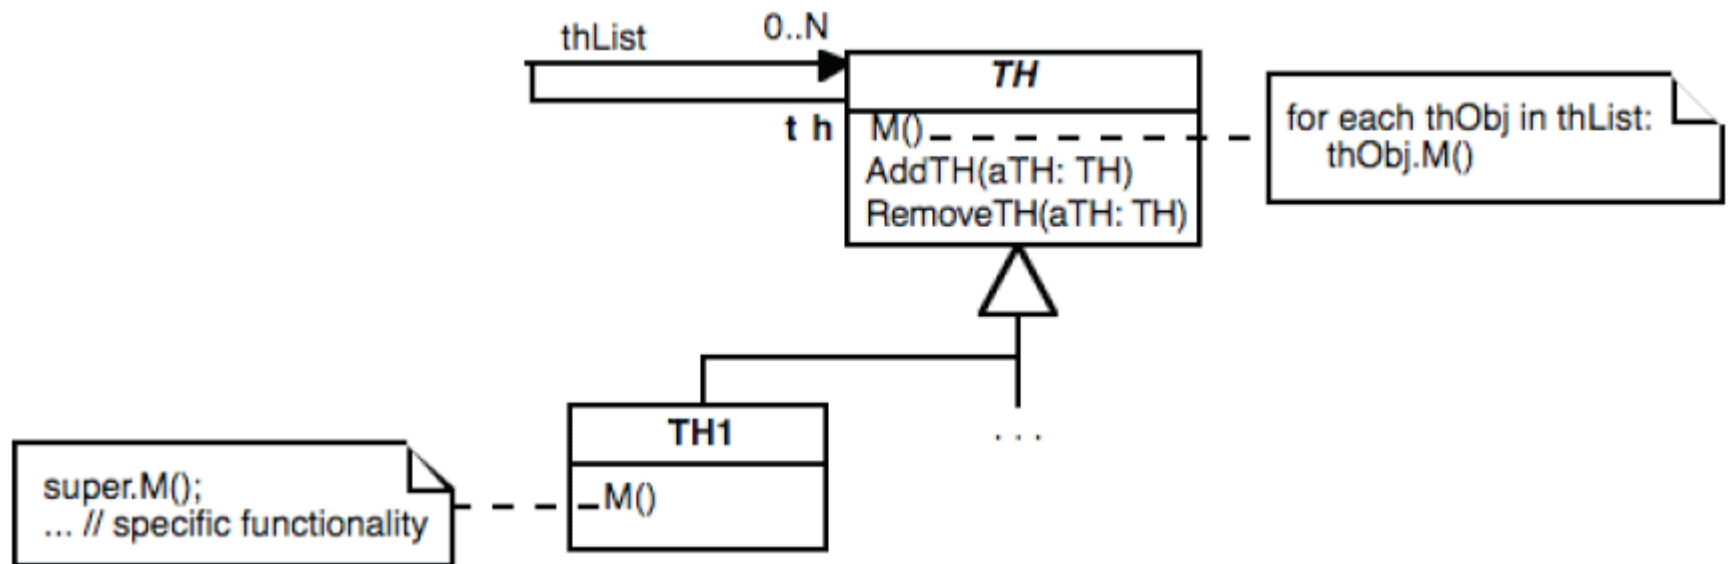 thList
0..N
TH
t h
M()
AddTH(aTH: TH)
RemoveTH(aTH: TH)
for each thObj in thList:
thObj.M()
TH1
M()
. . .
super.M();
... // specific functionality